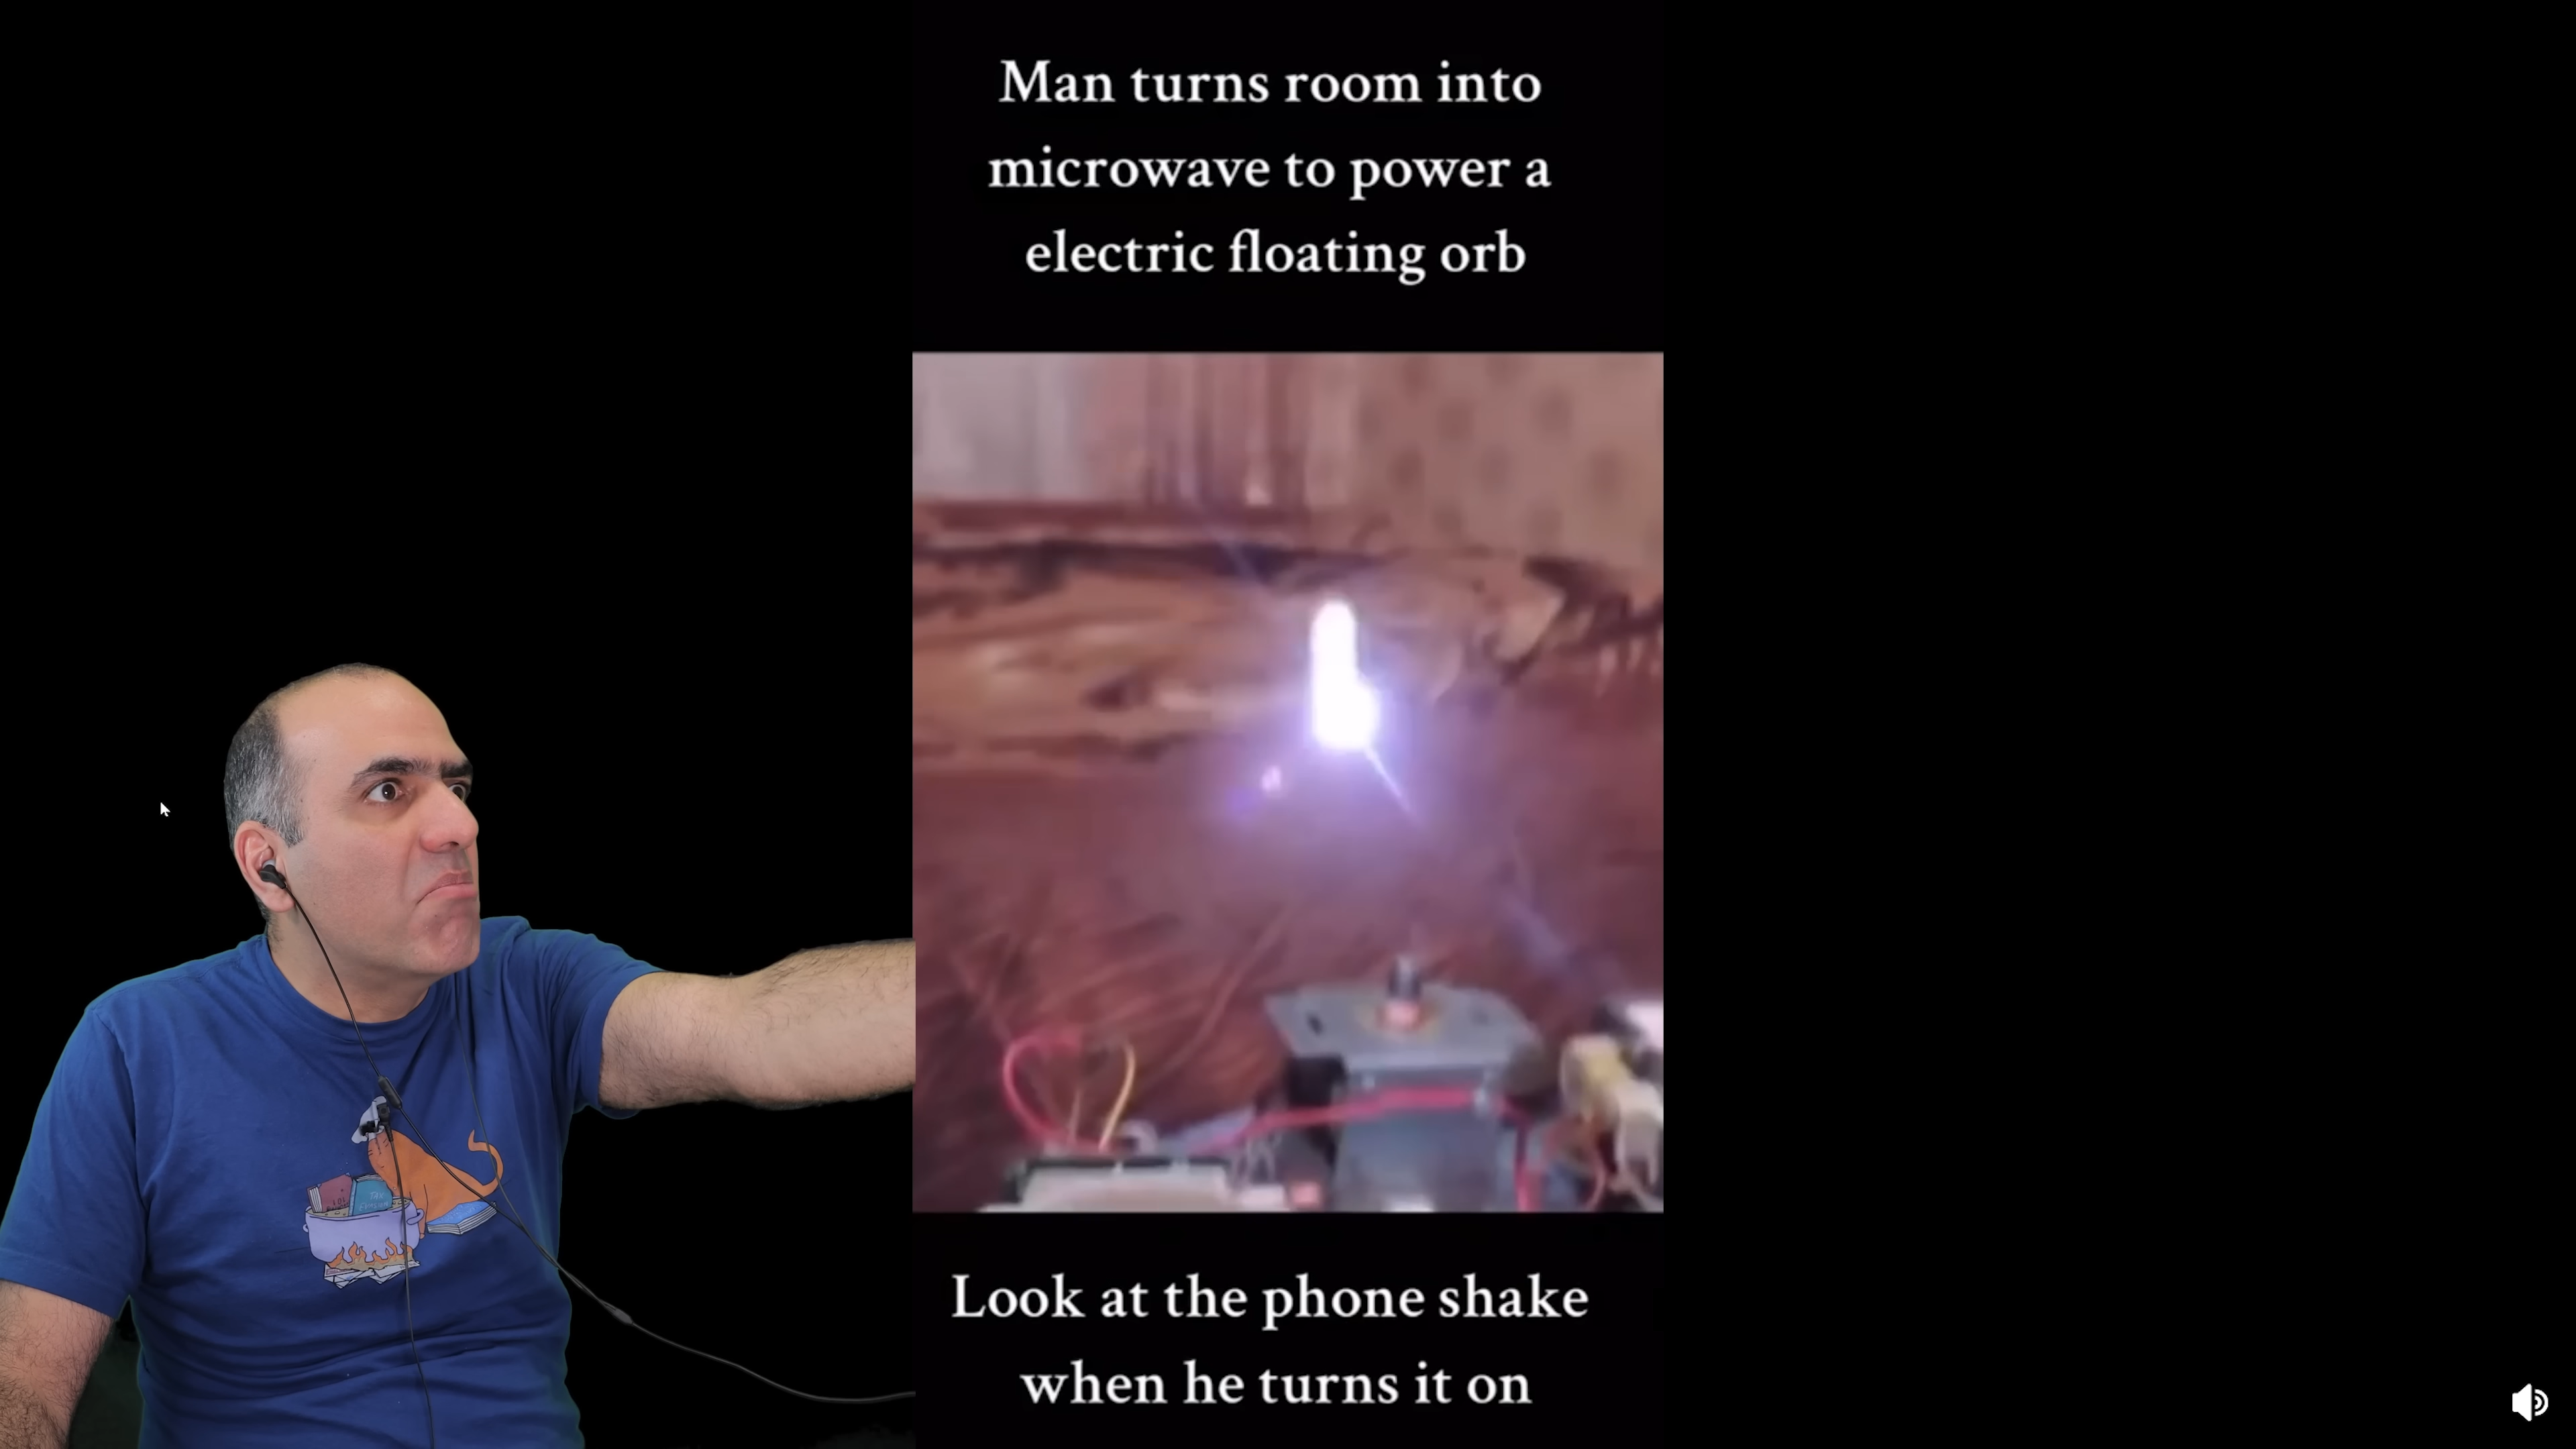 Man turns room into
microwave to power a
electric floating orb
Look at the phone shake
when he turns it on